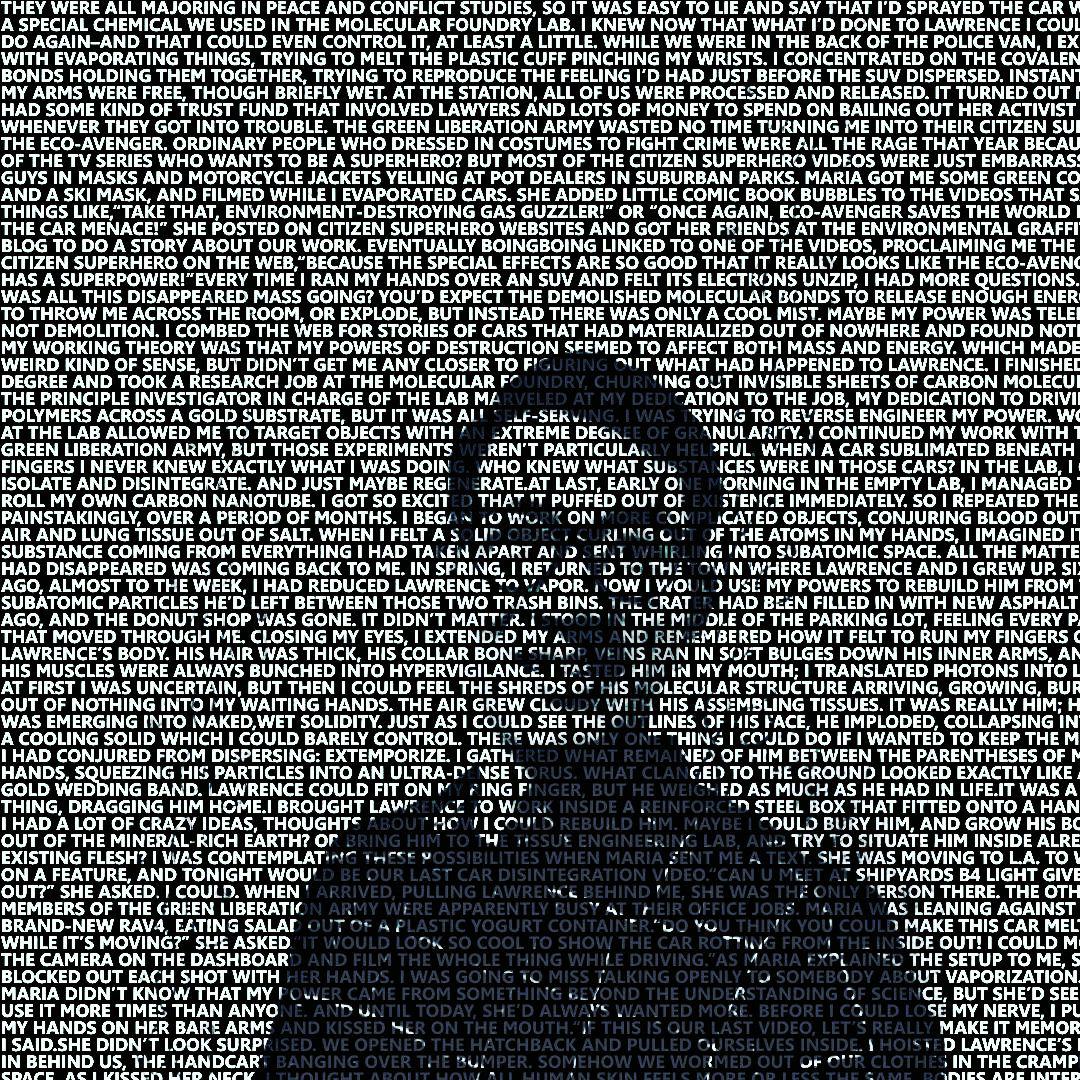 THEY WERE ALL MAJORING IN PEACE AND CONFLICT STUDIES, SO IT WAS EASY TO LIE AND SAY THAT I'D SPRAYED THE CAR W
A SPECIAL CHEMICAL WE USED IN THE MOLECULAR FOUNDRY LAB. I KNEW NOW THAT WHAT I'D DONE TO LAWRENCE I COUL
DO AGAIN—AND THAT I COULD EVEN CONTROL IT, AT LEAST A LITTLE. WHILE WE WERE IN THE BACK OF THE POLICE VAN, I EX
WITH EVAPORATING THINGS, TRYING TO MELT THE PLASTIC CUFF PINCHING MY WRISTS. I CONCENTRATED ON THE COVALEN
BONDS HOLDING THEM TOGETHER, TRYING TO REPRODUCE THE FEELING I'D HAD JUST BEFORE THE SUV DISPERSED. INSTANT
MY ARMS WERE FREE, THOUGH BRIEFLY WET. AT THE STATION, ALL OF US WERE PROCESSED AND RELEASED. IT TURNED OUT M
HAD SOME KIND OF TRUST FUND THAT INVOLVED LAWYERS AND LOTS OF MONEY TO SPEND ON BAILING OUT HER ACTIVIST
WHENEVER THEY GOT INTO TROUBLE. THE GREEN LIBERATION ARMY WASTED NO TIME TURNING ME INTO THEIR CITIZEN SUP
THE ECO-AVENGER. ORDINARY PEOPLE WHO DRESSED IN COSTUMES TO FIGHT CRIME WERE ALL THE RAGE THAT YEAR BECAU
OF THE TV SERIES WHO WANTS TO BE A SUPERHERO? BUT MOST OF THE CITIZEN SUPERHERO VIDEOS WERE JUST EMBARRASS
GUYS IN MASKS AND MOTORCYCLE JACKETS YELLING AT POT DEALERS IN SUBURBAN PARKS. MARIA GOT ME SOME GREEN CO
AND A SKI MASK, AND FILMED WHILE I EVAPORATED CARS. SHE ADDED LITTLE COMIC BOOK BUBBLES TO THE VIDEOS THAT S
THINGS LIKE,"TAKE THAT, ENVIRONMENT-DESTROYING GAS GUZZLER!" OR "ONCE AGAIN, ECO-AVENGER SAVES THE WORLD F
THE CAR MENACE!" SHE POSTED ON CITIZEN SUPERHERO WEBSITES AND GOT HER FRIENDS AT THE ENVIRONMENTAL GRAFFI
BLOG TO DO A STORY ABOUT OUR WORK. EVENTUALLY BOINGBOING LINKED TO ONE OF THE VIDEOS, PROCLAIMING ME THE
CITIZEN SUPERHERO ON THE WEB,"BECAUSE THE SPECIAL EFFECTS ARE SO GOOD THAT IT REALLY LOOKS LIKE THE ECO-AVENG
HAS A SUPERPOWER!"EVERY TIME I RAN MY HANDS OVER AN SUV AND FELT ITS ELECTRONS UNZIP, I HAD MORE QUESTIONS.
WAS ALL THIS DISAPPEARED MASS GOING? YOU'D EXPECT THE DEMOLISHED MOLECULAR BONDS TO RELEASE ENOUGH ENER
TO THROW ME ACROSS THE ROOM, OR EXPLODE, BUT INSTEAD THERE WAS ONLY A COOL MIST. MAYBE MY POWER WAS TELEP
NOT DEMOLITION. I COMBED THE WEB FOR STORIES OF CARS THAT HAD MATERIALIZED OUT OF NOWHERE AND FOUND NOTH
MY WORKING THEORY WAS THAT MY POWERS OF DESTRUCTION SEEMED TO AFFECT BOTH MASS AND ENERGY. WHICH MADE
WEIRD KIND OF SENSE, BUT DIDN'T GET ME ANY CLOSER TO FIGURING OUT WHAT HAD HAPPENED TO LAWRENCE. I FINISHED
DEGREE AND TOOK A RESEARCH JOB AT THE MOLECULAR FOUNDRY, CHURNING OUT INVISIBLE SHEETS OF CARBON MOLECUL
THE PRINCIPLE INVESTIGATOR IN CHARGE OF THE LAB MARVELED AT MY DEDICATION TO THE JOB, MY DEDICATION TO DRIVI
POLYMERS ACROSS A GOLD SUBSTRATE, BUT IT WAS ALL SELF-SERVING. I WAS TRYING TO REVERSE ENGINEER MY POWER. WO
AT THE LAB ALLOWED ME TO TARGET OBJECTS WITH AN EXTREME DEGREE OF GRANULARITY. I CONTINUED MY WORK WITH T
GREEN LIBERATION ARMY, BUT THOSE EXPERIMENTS WEREN'T PARTICULARLY HELPFUL. WHEN A CAR SUBLIMATED BENEATH
FINGERS I NEVER KNEW EXACTLY WHAT I WAS DOING. WHO KNEW WHAT SUBSTANCES WERE IN THOSE CARS? IN THE LAB, I
ISOLATE AND DISINTEGRATE. AND JUST MAYBE REGENERATE.AT LAST, EARLY ONE MORNING IN THE EMPTY LAB, I MANAGED
ROLL MY OWN CARBON NANOTUBE. I GOT SO EXCITED THAT IT PUFFED OUT OF EXISTENCE IMMEDIATELY. SO I REPEATED THE
PAINSTAKINGLY, OVER A PERIOD OF MONTHS. I BEGAN TO WORK ON MORE COMPLICATED OBJECTS, CONJURING BLOOD OUT
AIR AND LUNG TISSUE OUT OF SALT. WHEN I FELT A SOLID OBJECT CURLING OUT OF THE ATOMS IN MY HANDS, I IMAGINED IT
SUBSTANCE COMING FROM EVERYTHING I HAD TAKEN APART AND SENT WHIRLING INTO SUBATOMIC SPACE. ALL THE MATTE
HAD DISAPPEARED WAS COMING BACK TO ME. IN SPRING, I RETURNED TO THE TOWN WHERE LAWRENCE AND I GREW UP. SIX
AGO, ALMOST TO THE WEEK, I HAD REDUCED LAWRENCE TO VAPOR. NOW I WOULD USE MY POWERS TO REBUILD HIM FROM
SUBATOMIC PARTICLES HE'D LEFT BETWEEN THOSE TWO TRASH BINS. THE CRATER HAD BEEN FILLED IN WITH NEW ASPHALT
AGO, AND THE DONUT SHOP WAS GONE. IT DIDN'T MATTER. I STOOD IN THE MIDDLE OF THE PARKING LOT, FEELING EVERY PA
THAT MOVED THROUGH ME. CLOSING MY EYES, I EXTENDED MY ARMS AND REMEMBERED HOW IT FELT TO RUN MY FINGERS O
LAWRENCE'S BODY. HIS HAIR WAS THICK, HIS COLLAR BONE SHARP. VEINS RAN IN SOFT BULGES DOWN HIS INNER ARMS, AN
HIS MUSCLES WERE ALWAYS BUNCHED INTO HYPERVIGILANCE. I TASTED HIM IN MY MOUTH; I TRANSLATED PHOTONS INTO L
AT FIRST I WAS UNCERTAIN, BUT THEN I COULD FEEL THE SHREDS OF HIS MOLECULAR STRUCTURE ARRIVING, GROWING, BUR
OUT OF NOTHING INTO MY WAITING HANDS. THE AIR GREW CLOUDY WITH HIS ASSEMBLING TISSUES. IT WAS REALLY HIM; H
WAS EMERGING INTO NAKED,WET SOLIDITY. JUST AS I COULD SEE THE OUTLINES OF HIS FACE, HE IMPLODED, COLLAPSING IN
A COOLING SOLID WHICH I COULD BARELY CONTROL. THERE WAS ONLY ONE THING I COULD DO IF I WANTED TO KEEP THE M
I HAD CONJURED FROM DISPERSING: EXTEMPORIZE. I GATHERED WHAT REMAINED OF HIM BETWEEN THE PARENTHESES OF M
HANDS, SQUEEZING HIS PARTICLES INTO AN ULTRA-DENSE TORUS. WHAT CLANGED TO THE GROUND LOOKED EXACTLY LIKE A
GOLD WEDDING BAND. LAWRENCE COULD FIT ON MY RING FINGER, BUT HE WEIGHED AS MUCH AS HE HAD IN LIFE.IT WAS A
THING, DRAGGING HIM HOME.I BROUGHT LAWRENCE TO WORK INSIDE A REINFORCED STEEL BOX THAT FITTED ONTO A HAN
I HAD A LOT OF CRAZY IDEAS, THOUGHTS ABOUT HOW I COULD REBUILD HIM. MAYBE I COULD BURY HIM, AND GROW HIS BO
OUT OF THE MINERAL-RICH EARTH? OR BRING HIM TO THE TISSUE ENGINEERING LAB, AND TRY TO SITUATE HIM INSIDE ALRE
EXISTING FLESH? I WAS CONTEMPLATING THESE POSSIBILITIES WHEN MARIA SENT ME A TEXT. SHE WAS MOVING TO L.A. TO W
ON A FEATURE, AND TONIGHT WOULD BE OUR LAST CAR DISINTEGRATION VIDEO."CAN U MEET AT SHIPYARDS B4 LIGHT GIVE
OUT?" SHE ASKED. I COULD. WHEN I ARRIVED, PULLING LAWRENCE BEHIND ME, SHE WAS THE ONLY PERSON THERE. THE OTH
MEMBERS OF THE GREEN LIBERATION ARMY WERE APPARENTLY BUSY AT THEIR OFFICE JOBS. MARIA WAS LEANING AGAINST
BRAND-NEW RAV4, EATING SALAD OUT OF A PLASTIC YOGURT CONTAINER."DO YOU THINK YOU COULD MAKE THIS CAR MEL
WHILE IT'S MOVING?" SHE ASKED. IT WOULD LOOK SO COOL TO SHOW THE CAR ROTTING FROM THE INSIDE OUT! I COULD M
THE CAMERA ON THE DASHBOARD AND FILM THE WHOLE THING WHILE DRIVING."AS MARIA EXPLAINED THE SETUP TO ME, S
BLOCKED OUT EACH SHOT WITH HER HANDS. I WAS GOING TO MISS TALKING OPENLY TO SOMEBODY ABOUT VAPORIZATION
MARIA DIDN'T KNOW THAT MY POWER CAME FROM SOMETHING BEYOND THE UNDERSTANDING OF SCIENCE, BUT SHE'D SEE
USE IT MORE TIMES THAN ANYONE. AND UNTIL TODAY, SHE'D ALWAYS WANTED MORE. BEFORE I COULD LOSE MY NERVE, I PU
MY HANDS ON HER BARE ARMS AND KISSED HER ON THE MOUTH."IF THIS IS OUR LAST VIDEO, LET'S REALLY MAKE IT MEMOR
I SAID.SHE DIDN'T LOOK SURPRISED. WE OPENED THE HATCHBACK AND PULLED OURSELVES INSIDE. I HOISTED LAWRENCE'S
IN BEHIND US, THE HANDCART BANGING OVER THE BUMPER. SOMEHOW WE WORMED OUT OF OUR CLOTHES IN THE CRAMP
SPACE. AS I KISSED HER NECK, I THOUGHT ABOUT HOW ALL HUMAN SKIN FEELS MORE OR LESS THE SAME. BODIES ARE INTER